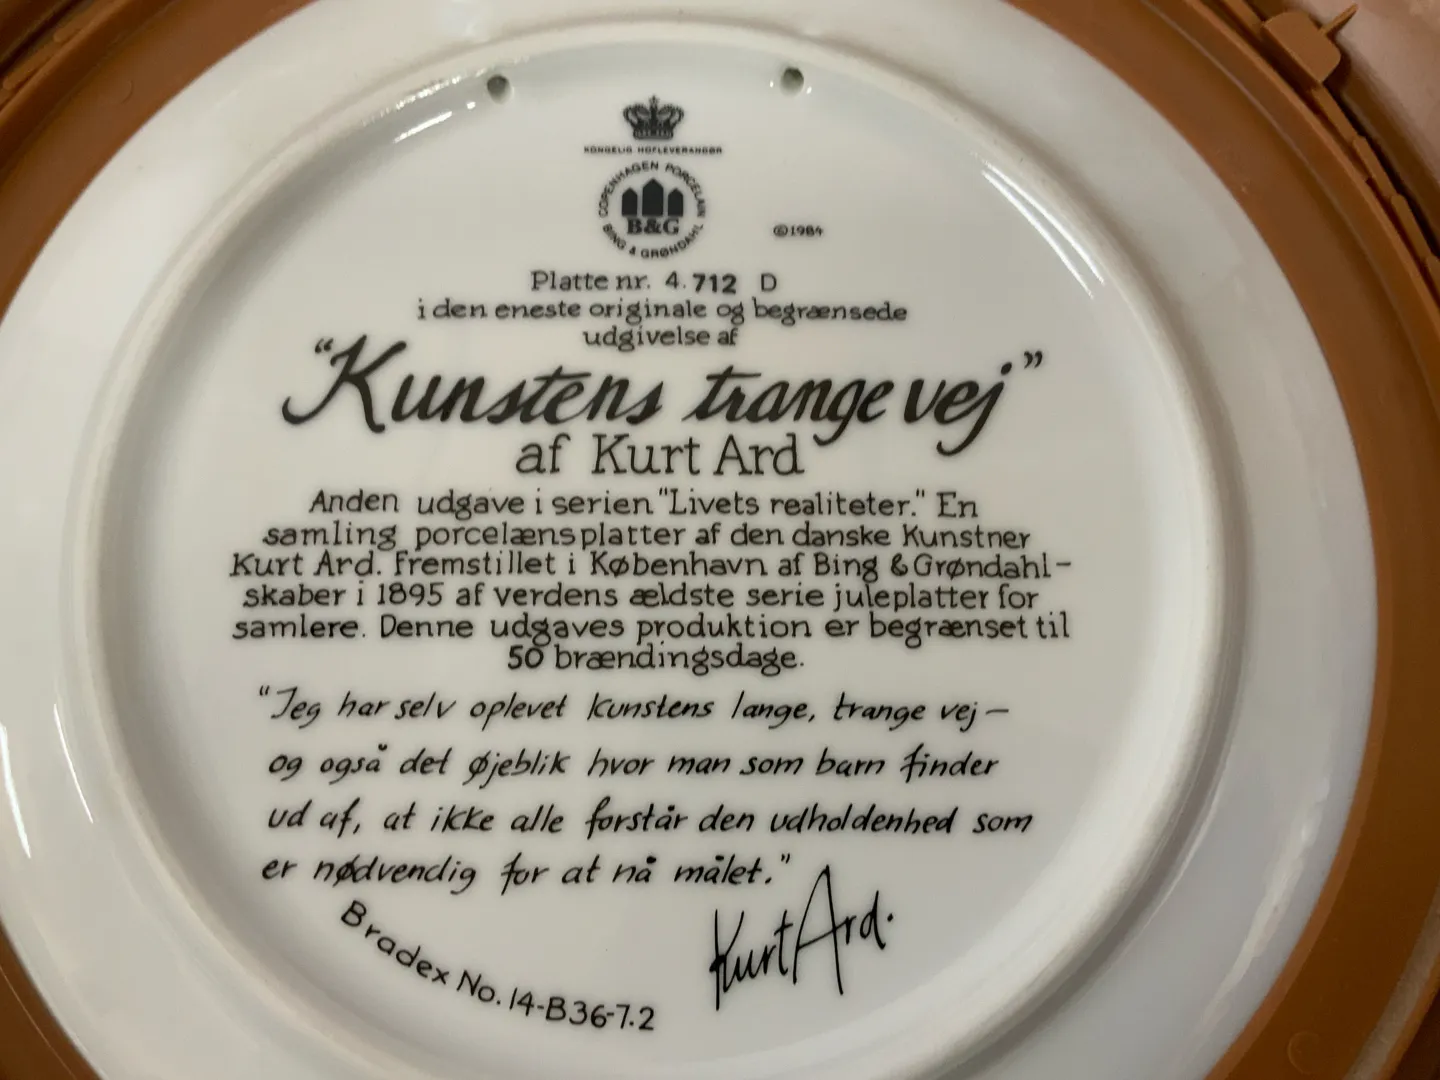 KONGELIG HOFLEVERANDØR
COPENHAGEN PORCELAIN
B&G
BING & GRØNDAHL
©1984
Platte nr. 4.712 D
i den eneste originale og begrænsede
udgivelse af
"Kunstens trange vej"
af Kurt Ard
Anden udgave i serien "Livets realiteter." En
samling porcelænsplatter af den danske Kunstner
Kurt Ard. Fremstillet i København af Bing & Grøndahl-
skaber i 1895 af verdens ældste serie juleplatter for
samlere. Denne udgaves produktion er begrænset til
50 brændingsdage.
"Jeg har selv oplevet kunstens lange, trange vej –
og også det øjeblik hvor man som barn finder
ud af, at ikke alle forstår den udholdenhed som
er nødvendig for at nå målet."
Kurt Ard.
Bradex No. 14-B36-7.2